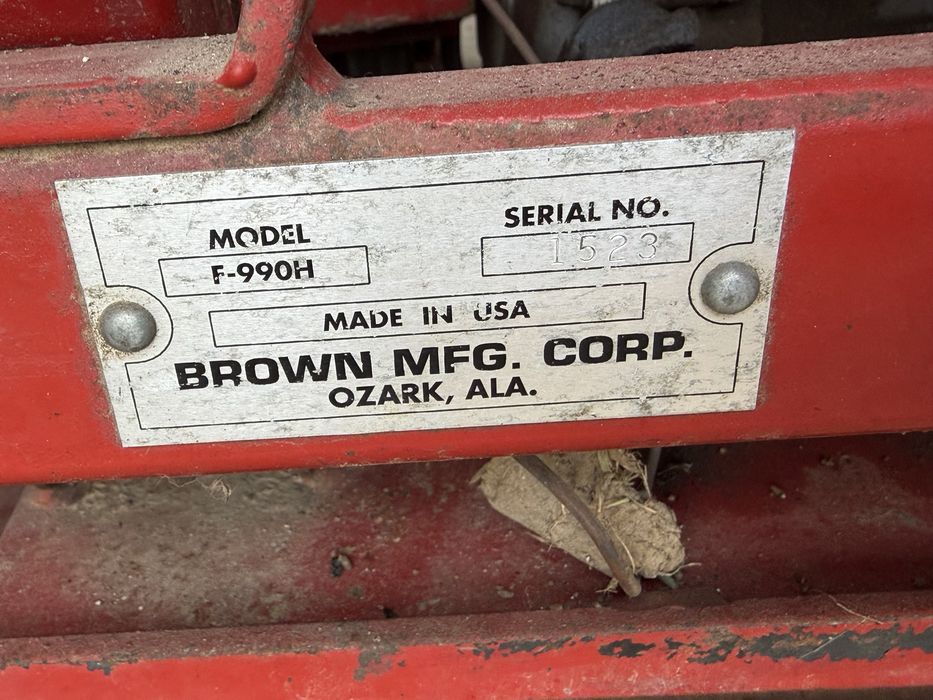 MODEL
F-990H
SERIAL NO.
1523
MADE IN USA
BROWN MFG. CORP.
OZARK, ALA.